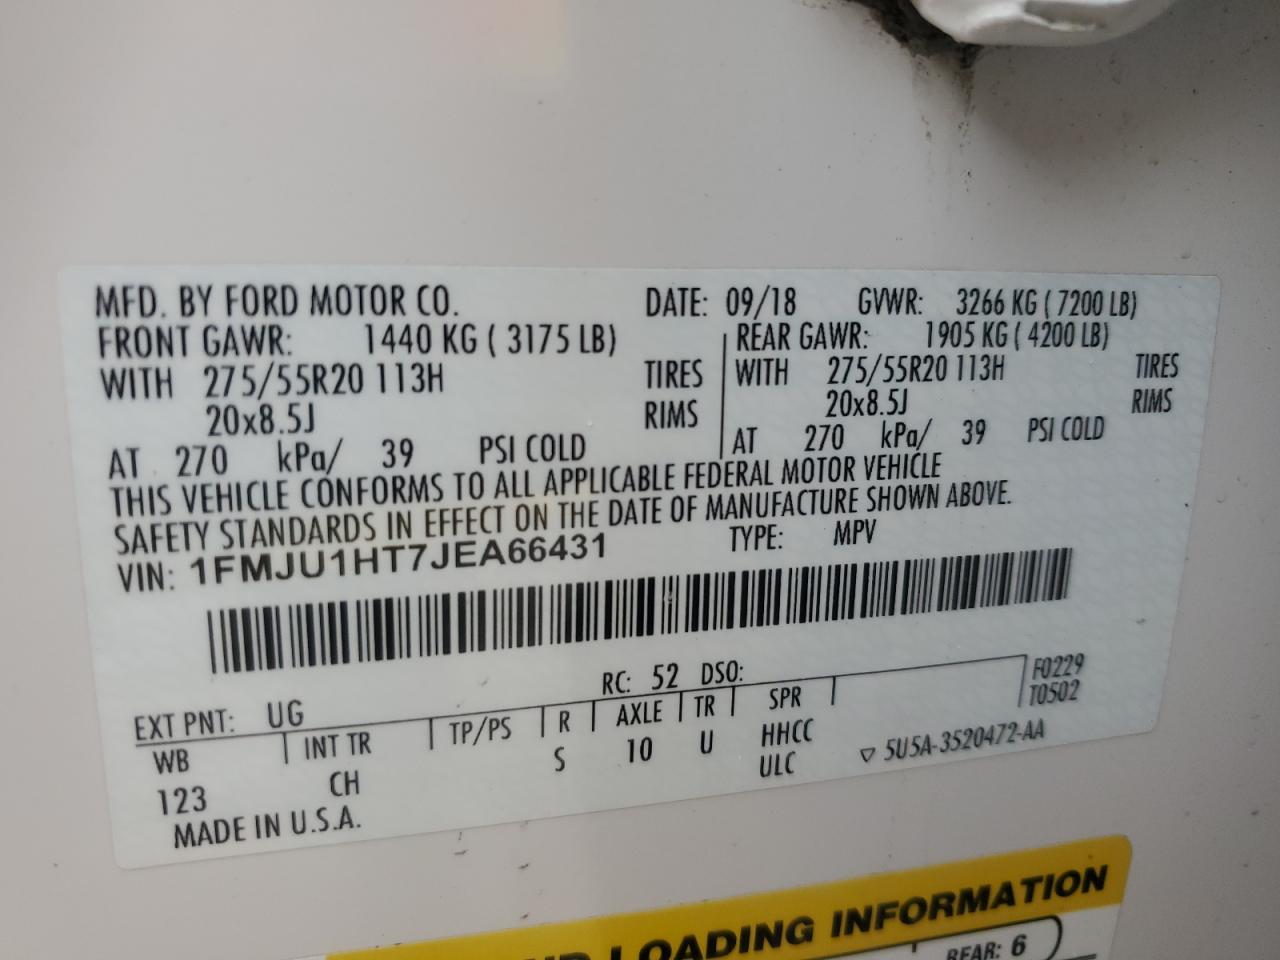 MFD. BY FORD MOTOR CO. DATE: 09/18 GVWR: 3266 KG ( 7200 LB)
FRONT GAWR: 1440 KG ( 3175 LB) REAR GAWR: 1905 KG ( 4200 LB)
WITH 275/55R20 113H TIRES WITH 275/55R20 113H TIRES
20x8.5J RIMS 20x8.5J RIMS
AT 270 kPa/ 39 PSI COLD AT 270 kPa/ 39 PSI COLD
THIS VEHICLE CONFORMS TO ALL APPLICABLE FEDERAL MOTOR VEHICLE
SAFETY STANDARDS IN EFFECT ON THE DATE OF MANUFACTURE SHOWN ABOVE.
VIN: 1FMJU1HT7JEA66431 TYPE: MPV
RC: 52 DSO: F0229
EXT PNT: UG T0502
WB INT TR TP/PS R AXLE TR SPR
123 CH S 10 U HHCC
ULC
▽ 5U5A-3520472-AA
MADE IN U.S.A.
LOADING INFORMATION
REAR: 6